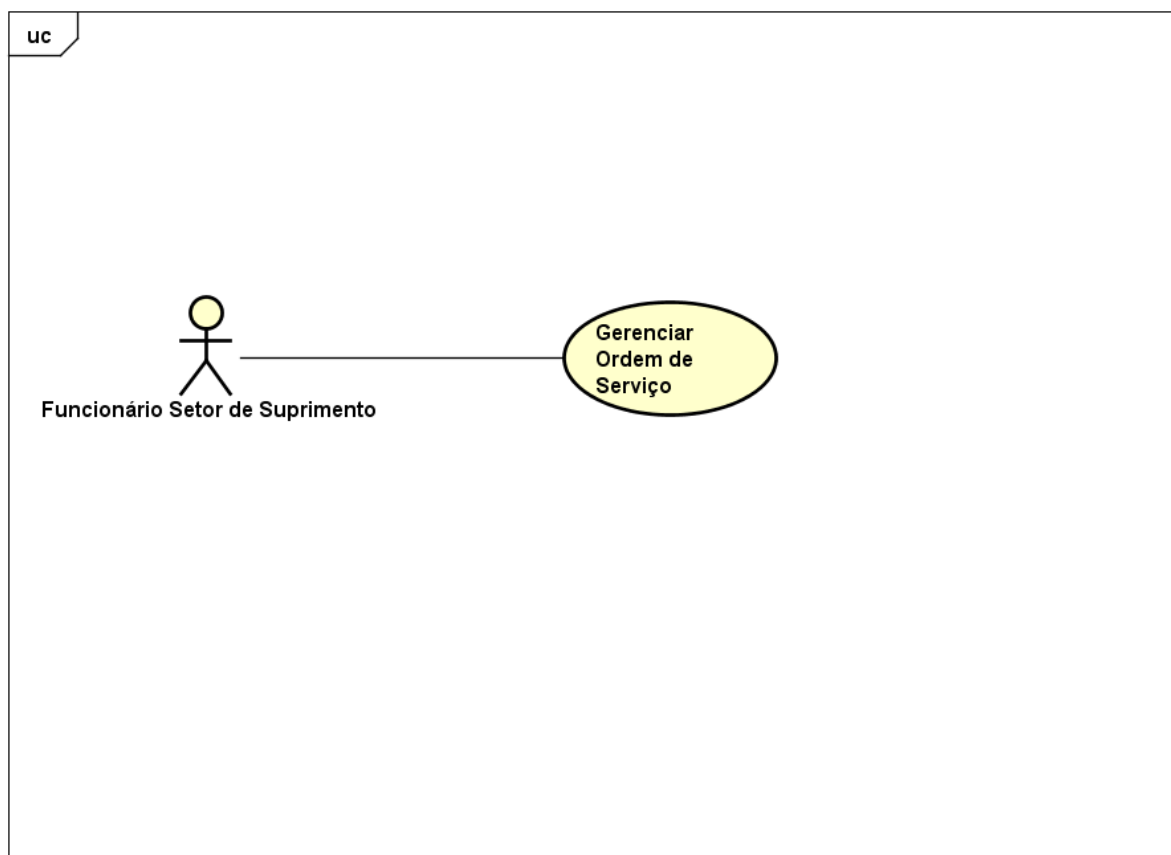 uc
Funcionário Setor de Suprimento
Gerenciar
Ordem de
Serviço